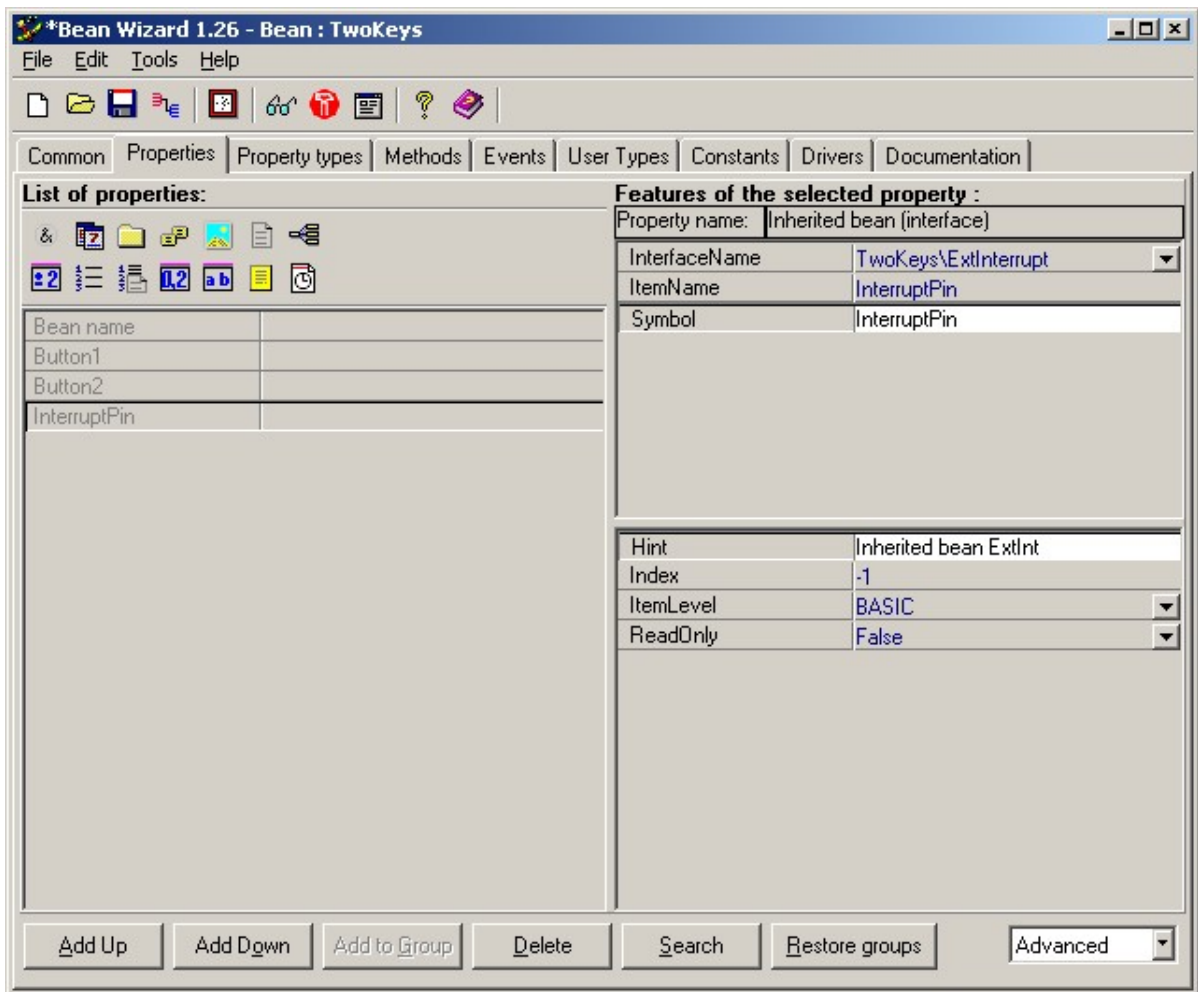 *Bean Wizard 1.26 - Bean : TwoKeys
File Edit Tools Help
Common Properties Property types Methods Events User Types Constants Drivers Documentation
List of properties:
Bean name
Button1
Button2
InterruptPin
Features of the selected property :
Property name: Inherited bean (interface)
InterfaceName TwoKeys\ExtInterrupt
ItemName InterruptPin
Symbol InterruptPin
Hint Inherited bean ExtInt
Index -1
ItemLevel BASIC
ReadOnly False
Add Up Add Down Add to Group Delete Search Restore groups Advanced